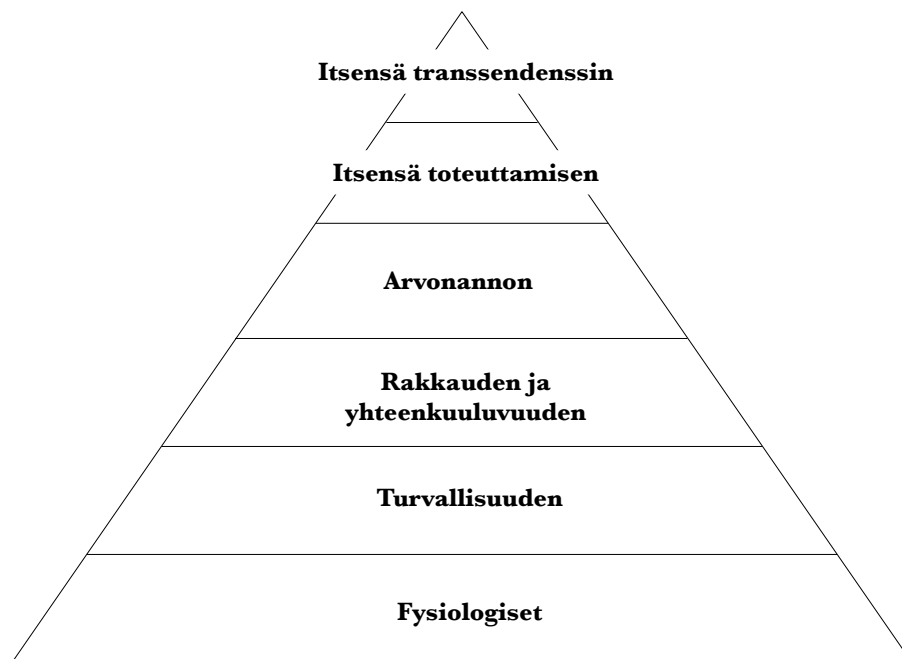 Itsensä transsendenssin
Itsensä toteuttamisen
Arvonannon
Rakkauden ja
yhteenkuuluvuuden
Turvallisuuden
Fysiologiset